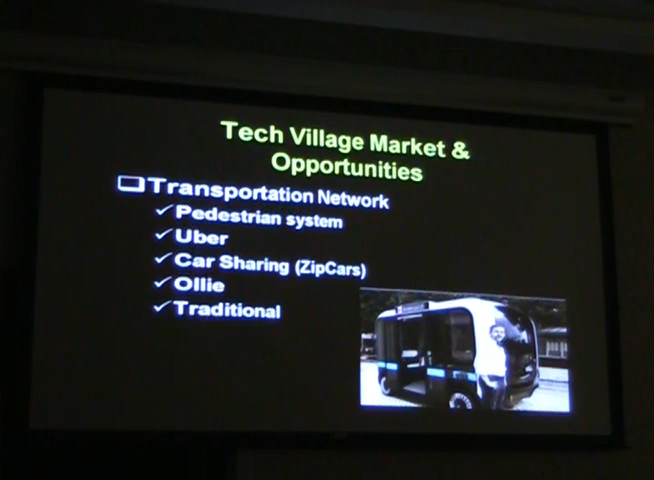 Tech Village Market &
Opportunities
Transportation Network
Pedestrian system
Uber
Car Sharing (ZipCars)
Ollie
Traditional